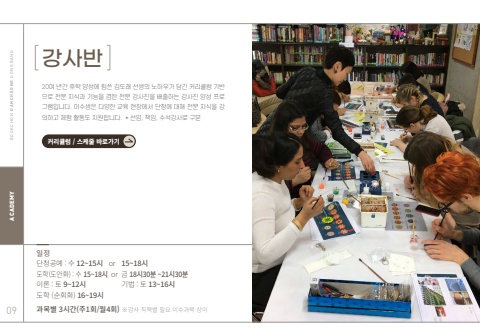 강사반
20여 년간 후학 양성에 힘쓴 김도래 선생의 노하우가 담긴 커리큘럼 기반
으로 전문 지식과 기능을 겸한 전문 강사진을 배출하는 강사진 양성 프로
그램입니다. 이수생은 다양한 교육 현장에서 단청에 대해 전문 지식을 강
의하고 체험 활동도 지원합니다. * 선임, 책임, 수석강사로 구분
커리큘럼 / 스케줄 바로가기
ACADEMY
일정
단청공예 : 수 12~15시 or 15~18시
도학(도안화) : 수 15~18시 or 금 18시30분 ~21시30분
이론 : 토 9~12시 기법 : 토 13~16시
도학 (순회화) 16~19시
과목별 3시간(주1회/월4회) ※강사 직책별 필요 이수과목 상이
09